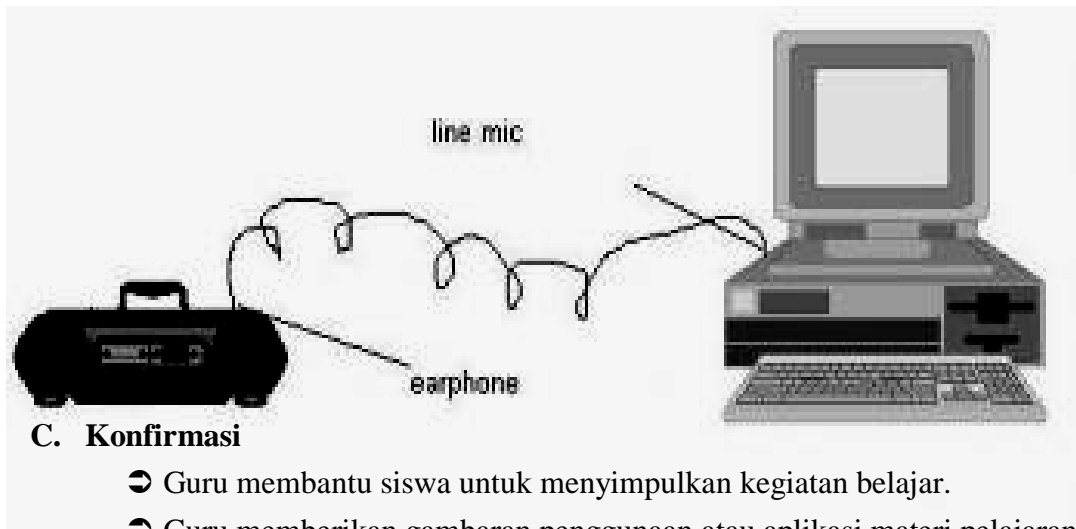 line mic
earphone
C. Konfirmasi
➲ Guru membantu siswa untuk menyimpulkan kegiatan belajar.
➲ Guru memberikan gambaran penggunaan atau aplikasi materi pelajaran